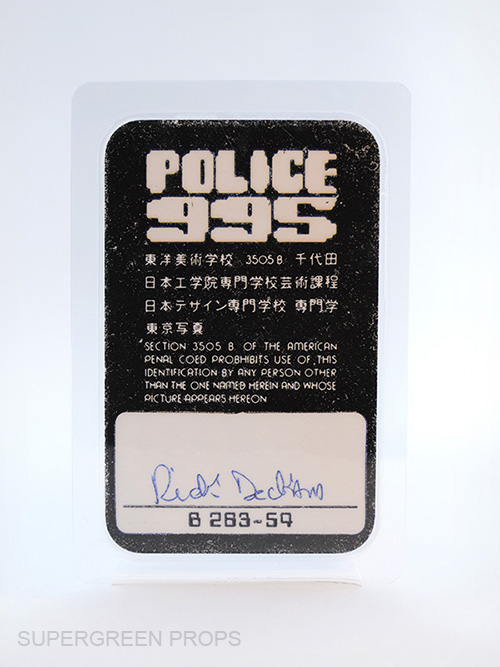 POLICE
995
東洋美術学校 3505 B 千代田
日本工学院専門学校芸術課程
日本デザイン専門学校 専門学
東京写真
SECTION 3505 B OF THE AMERICAN
PENAL COED PROBHIBITS USE OF THIS
IDENTIFICATION BY ANY PERSON OTHER
THAN THE ONE NAMED HEREIN AND WHOSE
PICTURE APPEARS HEREON
Rick Deckard
B 263-54
SUPERGREEN PROPS